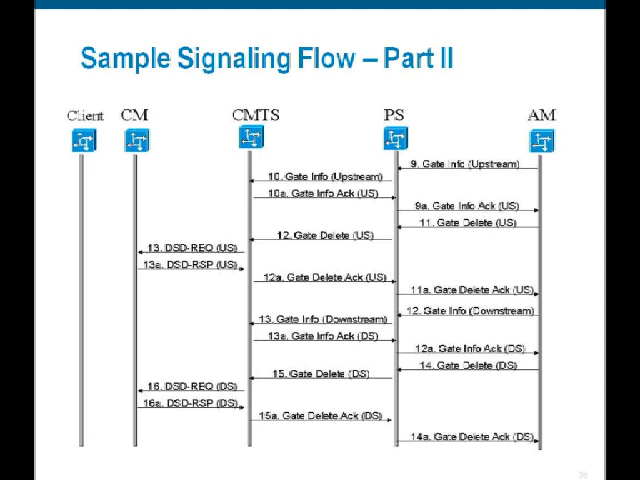 Sample Signaling Flow – Part II
Client CM CMTS PS AM
9. Gate Info (Upstream)
10. Gate Info (Upstream)
10a. Gate Info Ack (US)
9a. Gate Info Ack (US)
11. Gate Delete (US)
12. Gate Delete (US)
13. DSD-REQ (US)
13a. DSD-RSP (US)
12a. Gate Delete Ack (US)
11a. Gate Delete Ack (US)
12. Gate Info (Downstream)
13. Gate Info (Downstream)
13a. Gate Info Ack (DS)
12a. Gate Info Ack (DS)
14. Gate Delete (DS)
15. Gate Delete (DS)
16. DSD-REQ (DS)
16a. DSD-RSP (DS)
15a. Gate Delete Ack (DS)
14a. Gate Delete Ack (DS)
36